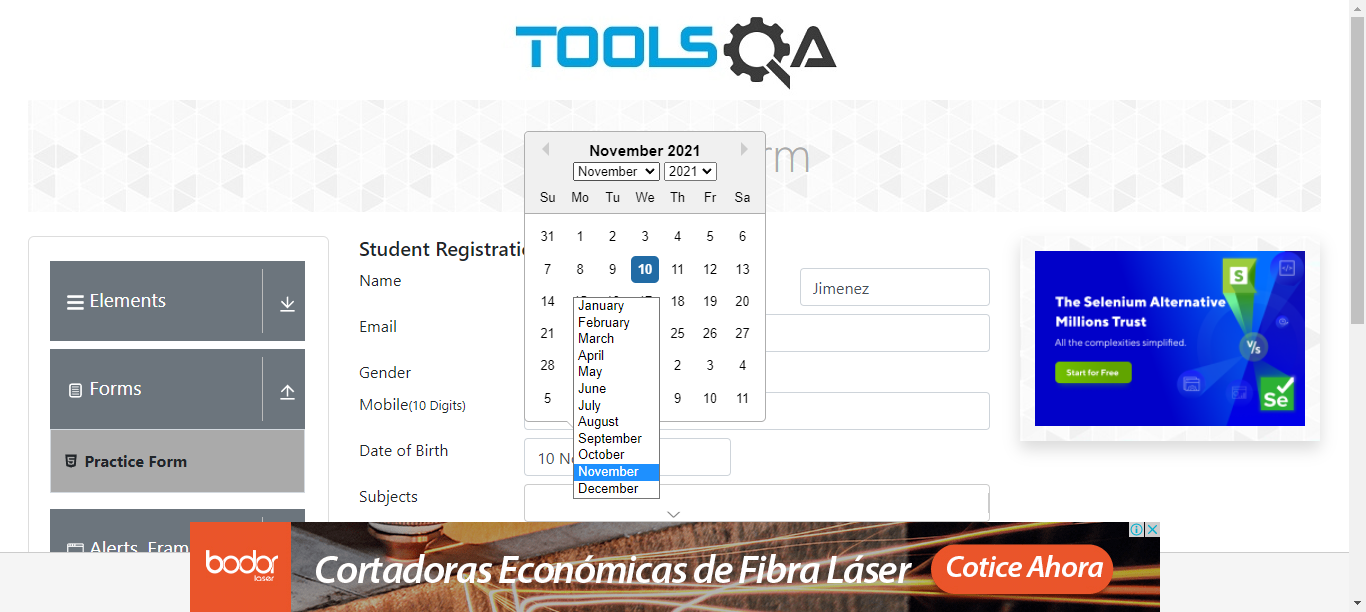 TOOLSQA
rm
November 2021
November 2021
Su Mo Tu We Th Fr Sa
31 1 2 3 4 5 6
7 8 9 10 11 12 13
14 18 19 20
21 25 26 27
28 2 3 4
5 9 10 11
January
February
March
April
May
June
July
August
September
October
November
December
Elements
Forms
Practice Form
Alerts, Fram
Student Registratio
Name
Jimenez
Email
Gender
Mobile(10 Digits)
Date of Birth
10 No
Subjects
S
The Selenium Alternative
Millions Trust
All the complexities simplified.
V/s
Start for Free
Se
bodor
laser
Cortadoras Económicas de Fibra Láser
Cotice Ahora